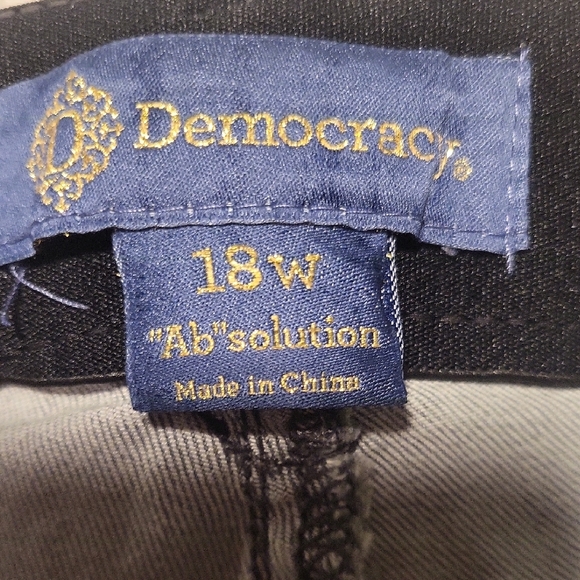 D
Democracy®
18W
"Ab"solution
Made in China